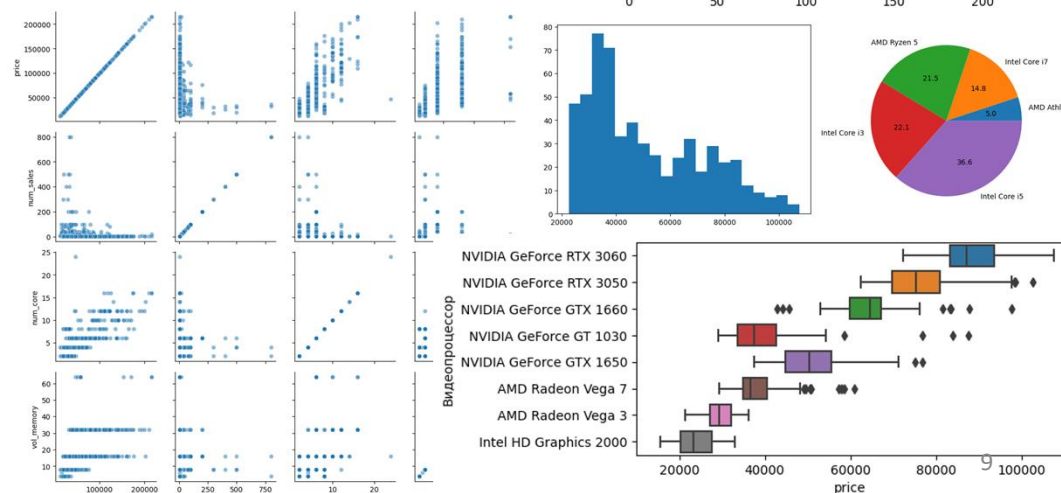 0 50 100 150 200
price
200000
150000
100000
50000
num_sales
800
600
400
200
0
num_core
25
20
15
10
5
vol_memory
60
50
40
30
20
10
100000 200000
0 250 500 750
10 20
0
80
70
60
50
40
30
20
10
0
20000 40000 60000 80000 100000
AMD Ryzen 5
Intel Core i7
AMD Athl
Intel Core i3
Intel Core i5
21.5
14.8
5.0
22.1
36.6
Видеопроцессор
NVIDIA GeForce RTX 3060
NVIDIA GeForce RTX 3050
NVIDIA GeForce GTX 1660
NVIDIA GeForce GT 1030
NVIDIA GeForce GTX 1650
AMD Radeon Vega 7
AMD Radeon Vega 3
Intel HD Graphics 2000
20000 40000 60000 80000 100000
price
9